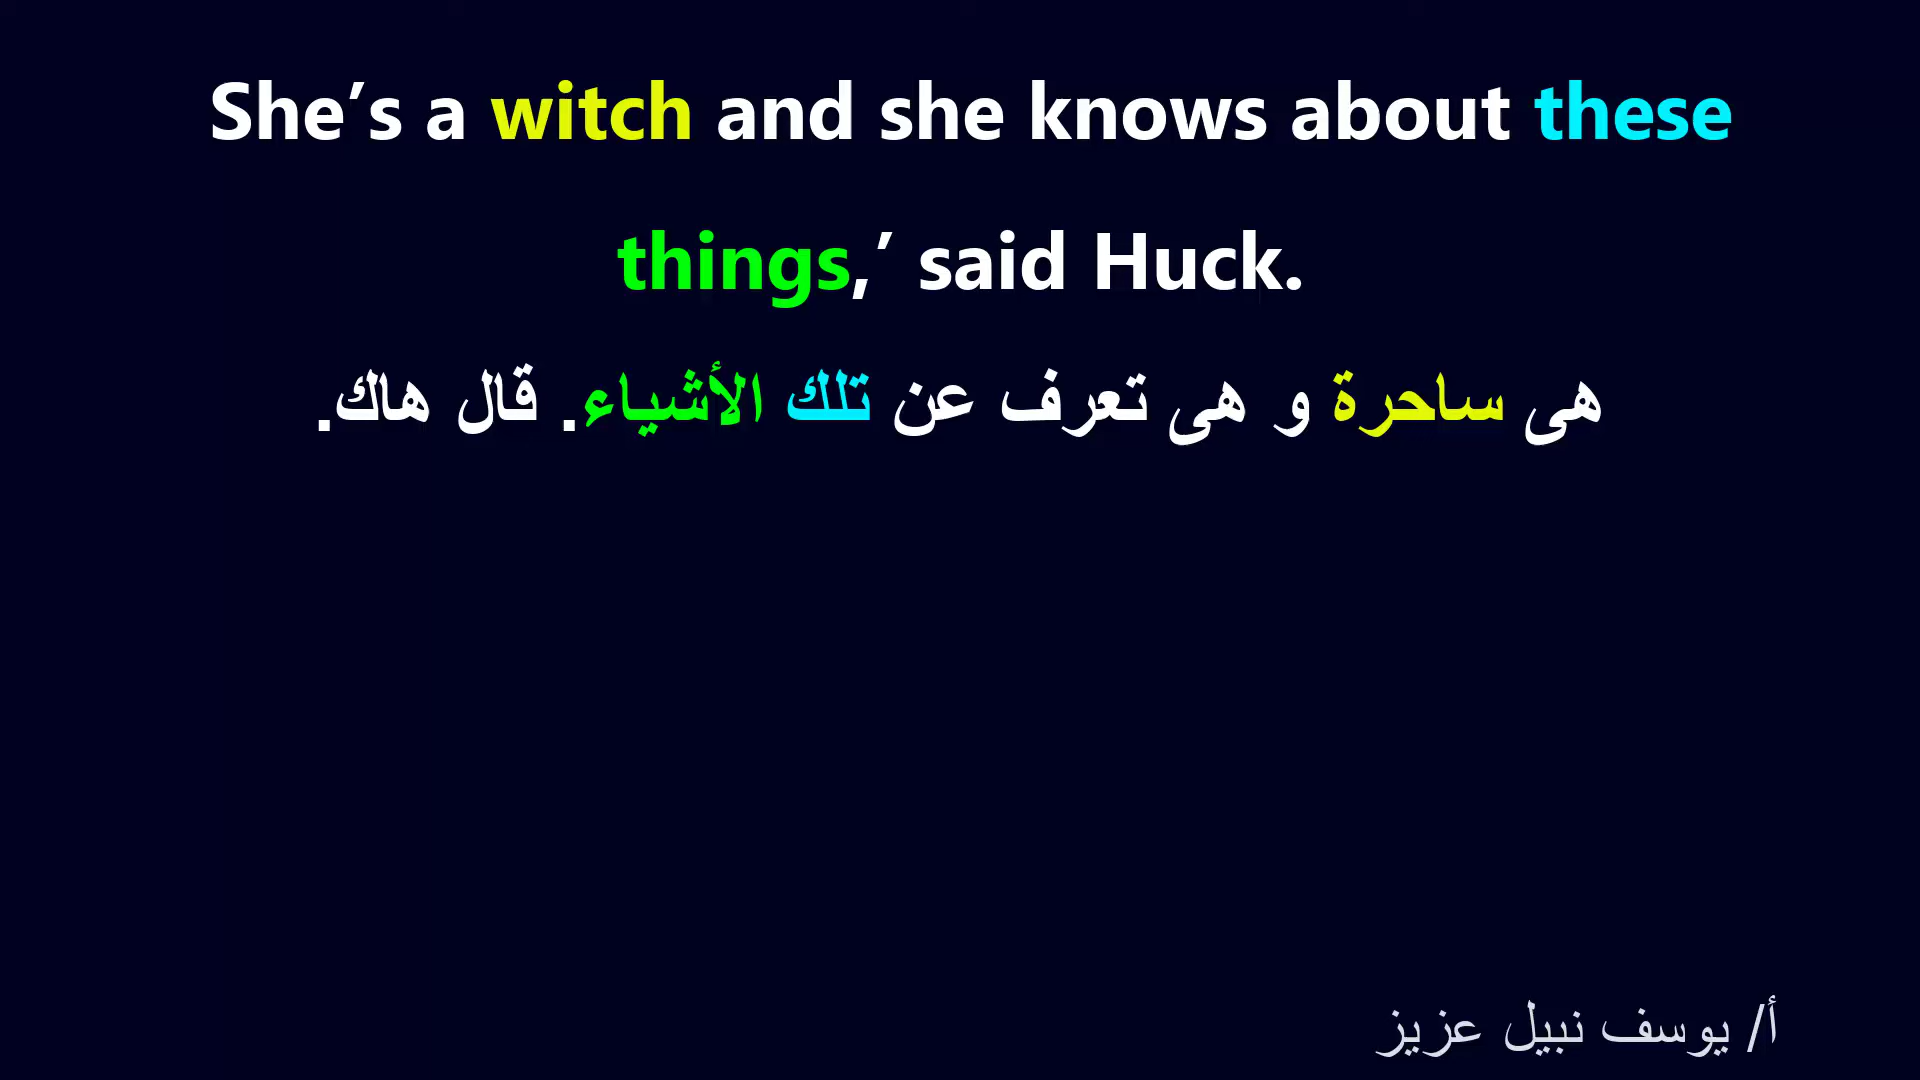 She’s a witch and she knows about these
things,’ said Huck.
هى ساحرة و هى تعرف عن تلك الأشياء. قال هاك.
أ/ يوسف نبيل عزيز